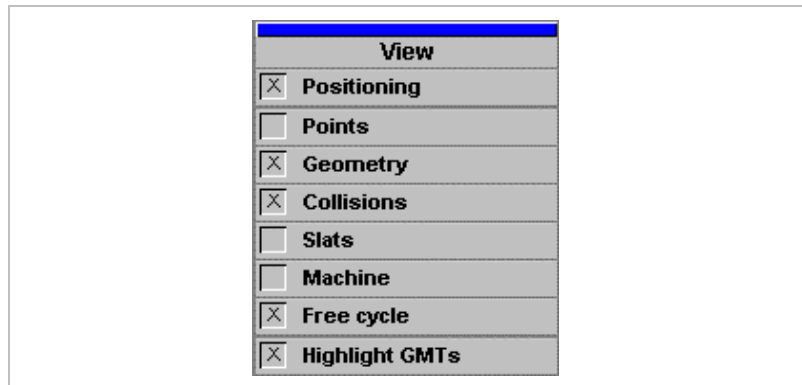 View
X Positioning
Points
X Geometry
X Collisions
Slats
Machine
X Free cycle
X Highlight GMTs